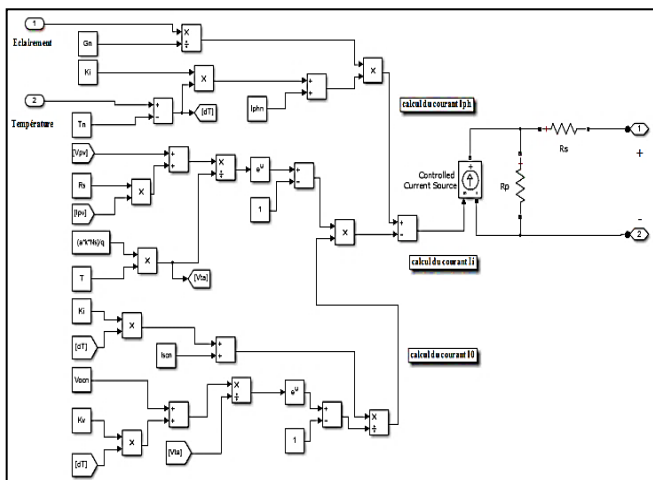 1
Eclairement
Gn
Ki
2
Température
Tn
[dT]
Iphn
calcul du courant Iph
[Vpv]
Rs
[Ipv]
(a*k*Ns)/q
T
[Vta]
e^u
1
Controlled
Current Source
Rs
Rp
1
+
-
2
calcul du courant Ii
Ki
[dT]
Iscn
calcul du courant I0
Vocn
Kv
[dT]
[Vta]
e^u
1